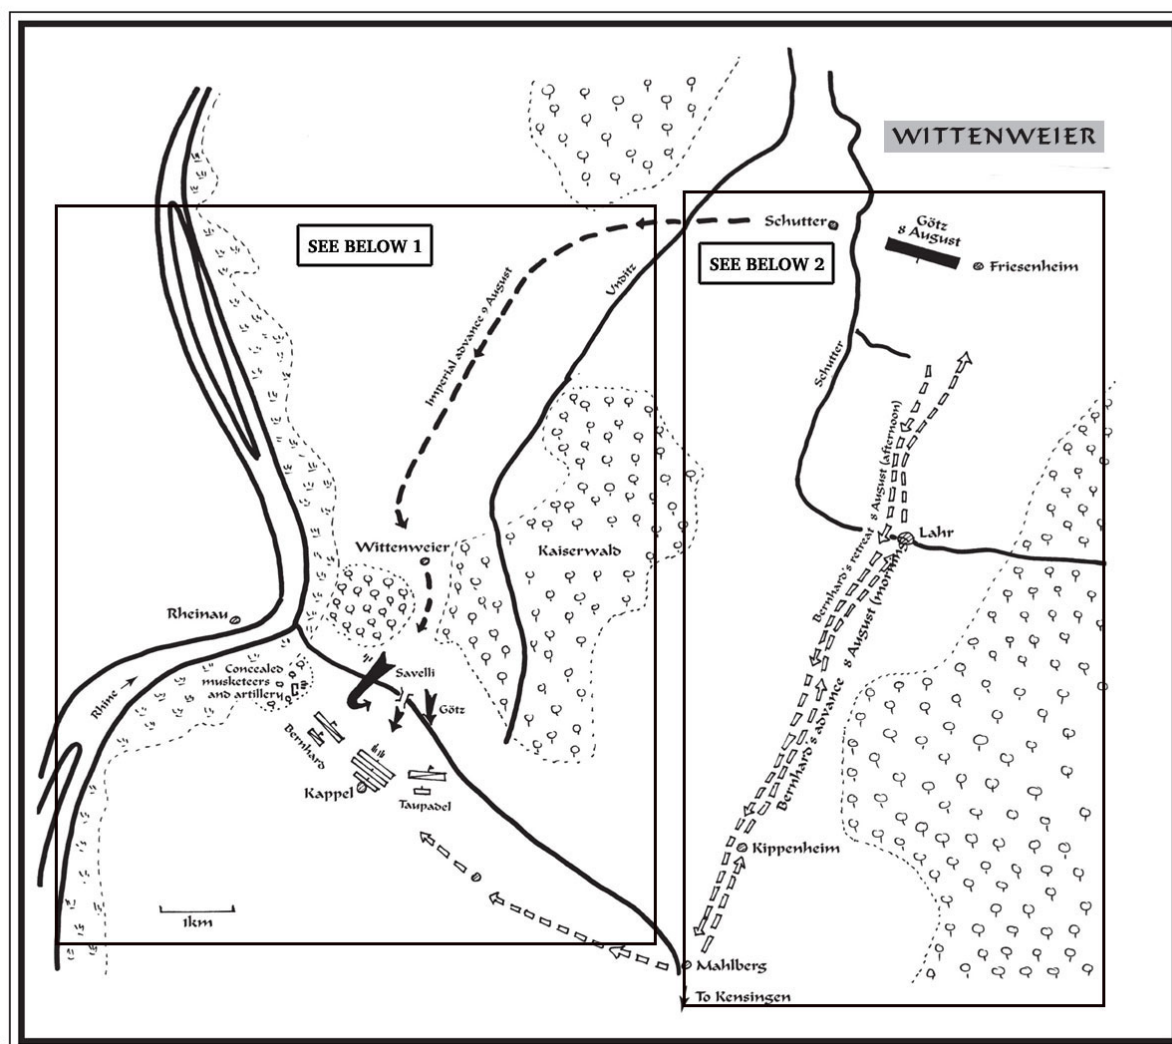 WITTENWEIER
SEE BELOW 1
SEE BELOW 2
Schutter
Götz
8 August
Friesenheim
Unditz
Imperial advance 9 August
Schutter
8 August (afternoon)
Bernhard's retreat
Lahr
Wittenweier
Kaiserwald
Rheinau
Bernhard's advance
8 August (morning)
Concealed
musketeers
and artillery
Savelli
Rhine
Götz
Bernhard
Kappel
Taupadel
Kippenheim
1km
Mahlberg
To Kensingen